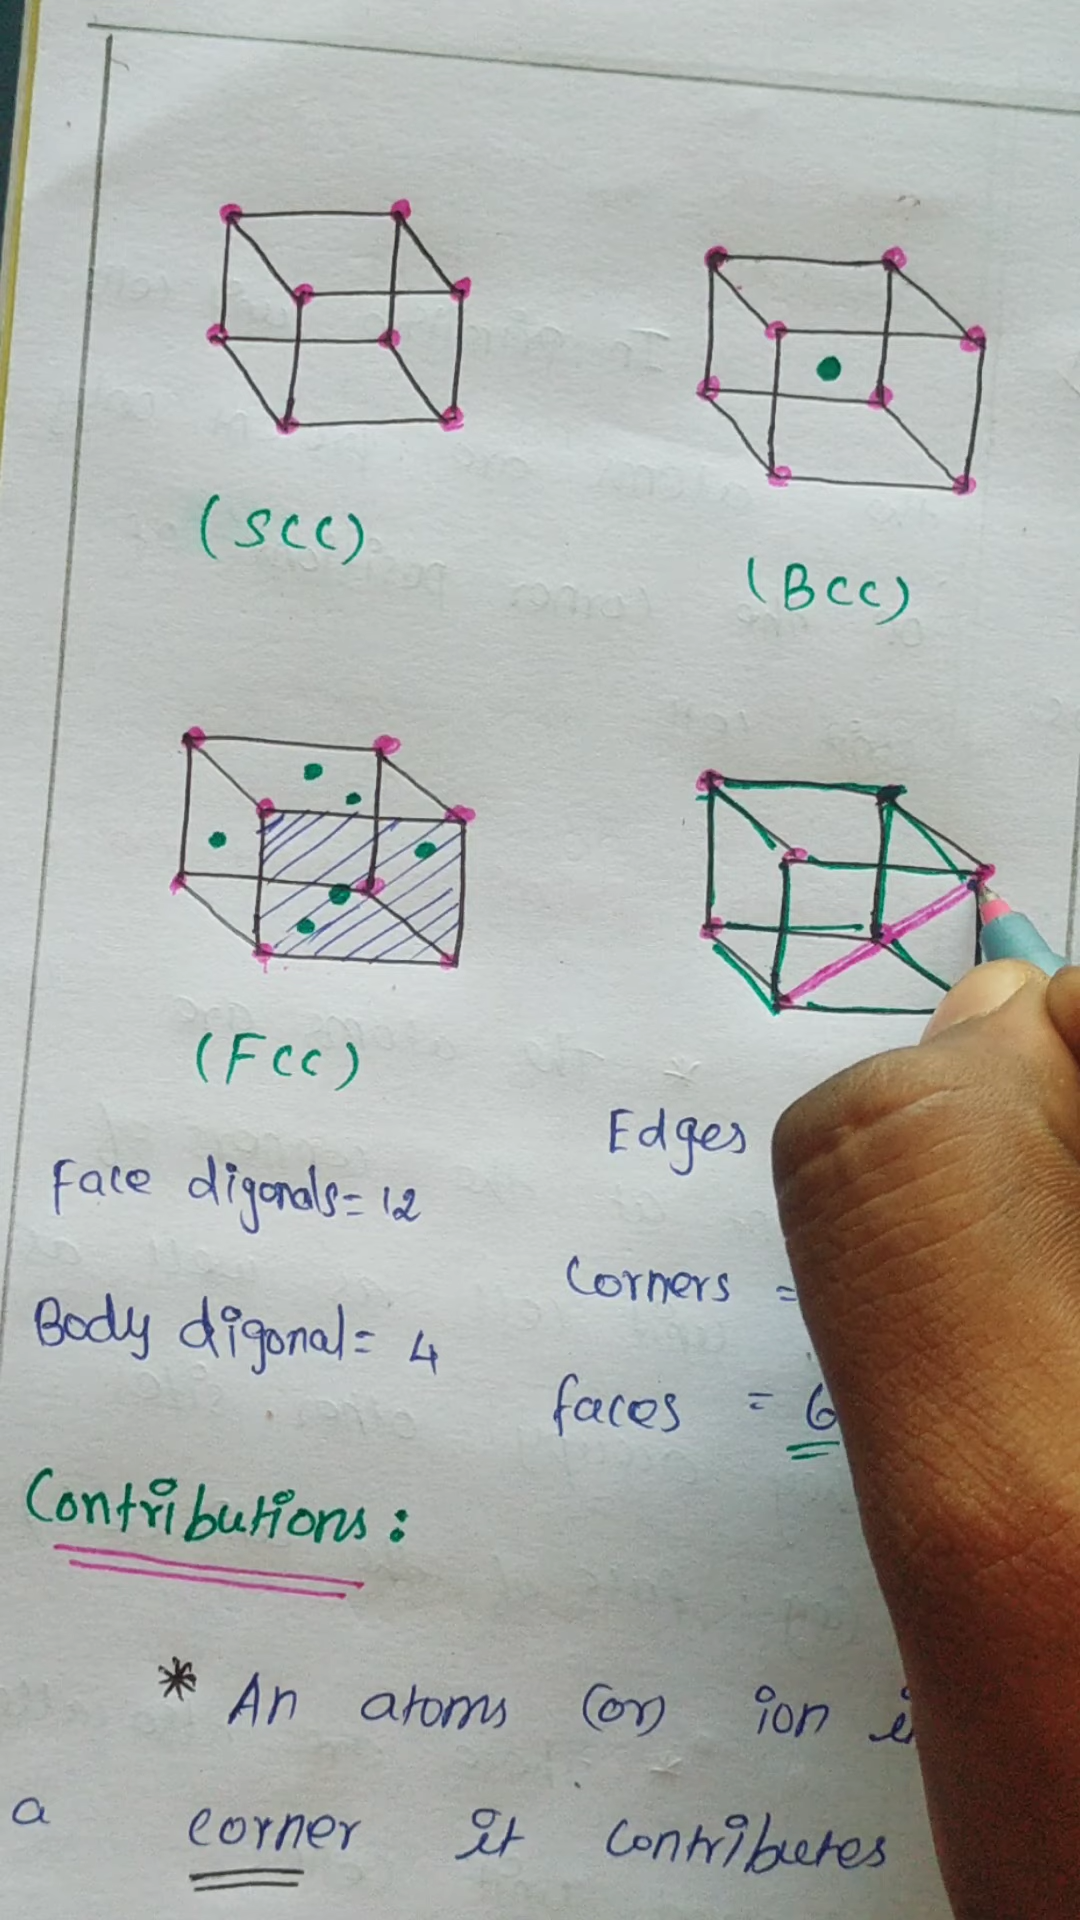 (SCC)
(BCC)
(FCC)
Edges
Face digonals= 12
Corners =
Body digonal= 4
faces = 6
Contributions:
* An atoms (or) ion
a corner it contributes